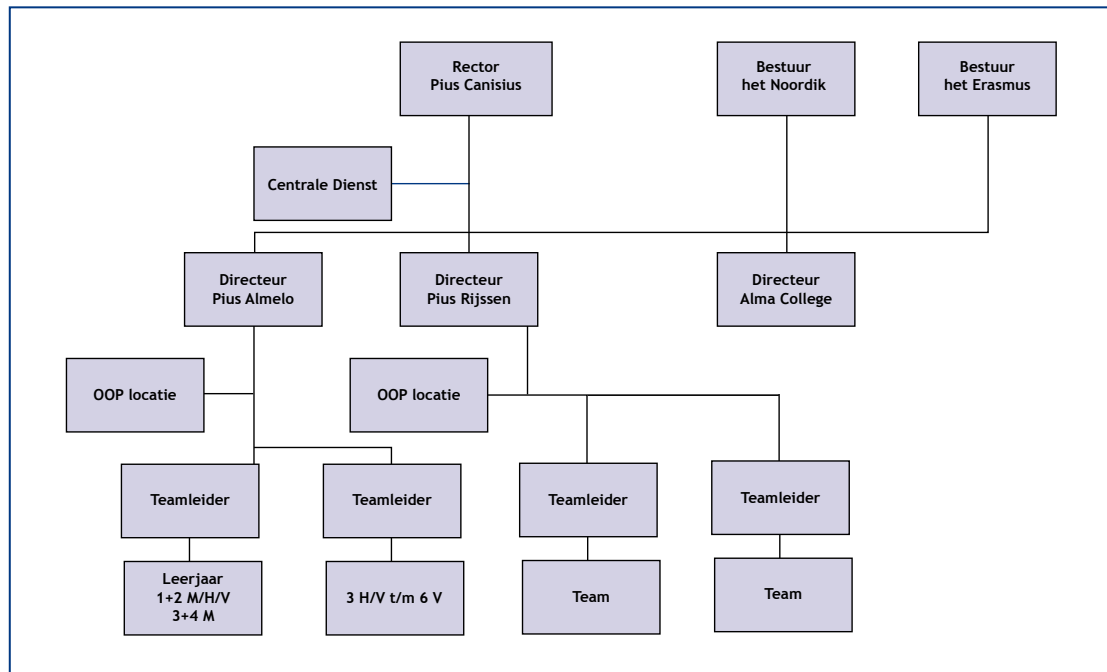 Rector
Pius Canisius
Bestuur
het Noordik
Bestuur
het Erasmus
Centrale Dienst
Directeur
Pius Almelo
Directeur
Pius Rijssen
Directeur
Alma College
OOP locatie
OOP locatie
Teamleider
Teamleider
Teamleider
Teamleider
Leerjaar
1+2 M/H/V
3+4 M
3 H/V t/m 6 V
Team
Team